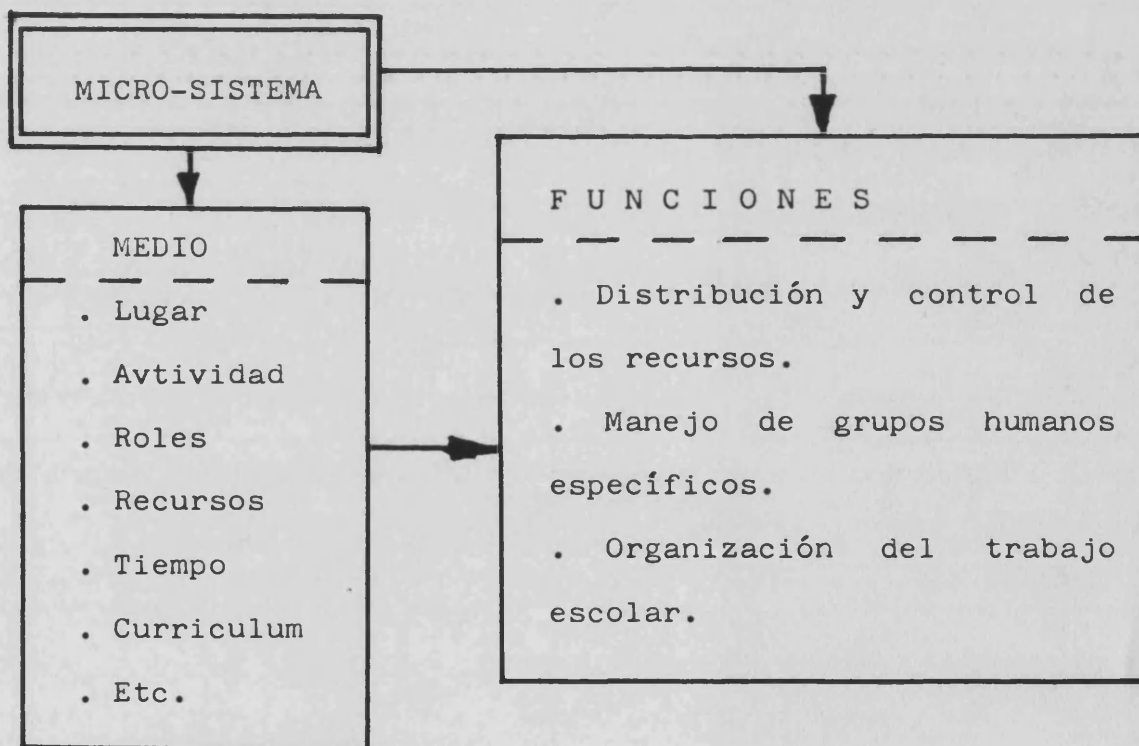 MICRO-SISTEMA
MEDIO
. Lugar
. Avtividad
. Roles
. Recursos
. Tiempo
. Curriculum
. Etc.
F U N C I O N E S
. Distribución y control de
los recursos.
. Manejo de grupos humanos
específicos.
. Organización del trabajo
escolar.